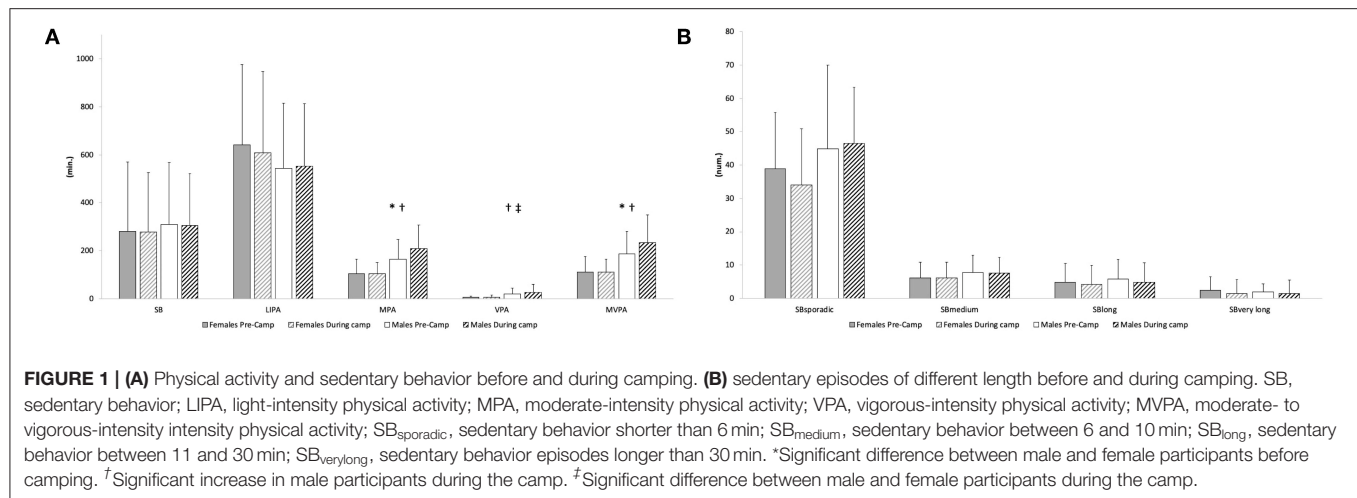 A
B
1000
800
600
400
200
0
(min.)
* †
† ‡
* †
SB
LIPA
MPA
VPA
MVPA
Females Pre-Camp
Females During camp
Males Pre-Camp
Males During camp
80
70
60
50
40
30
20
10
0
(num.)
SBsporadic
SBmedium
SBlong
SBvery long
Females Pre-Camp
Females During camp
Males Pre-Camp
Males During camp
FIGURE 1 | (A) Physical activity and sedentary behavior before and during camping. (B) sedentary episodes of different length before and during camping. SB,
sedentary behavior; LIPA, light-intensity physical activity; MPA, moderate-intensity physical activity; VPA, vigorous-intensity physical activity; MVPA, moderate- to
vigorous-intensity intensity physical activity; SBsporadic, sedentary behavior shorter than 6 min; SBmedium, sedentary behavior between 6 and 10 min; SBlong, sedentary
behavior between 11 and 30 min; SBverylong, sedentary behavior episodes longer than 30 min. *Significant difference between male and female participants before
camping. †Significant increase in male participants during the camp. ‡Significant difference between male and female participants during the camp.